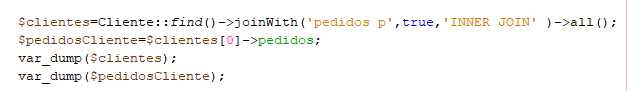 $clientes=Cliente::find()->joinWith('pedidos p',true,'INNER JOIN' )->all();
$pedidosCliente=$clientes[0]->pedidos;
var_dump($clientes);
var_dump($pedidosCliente);